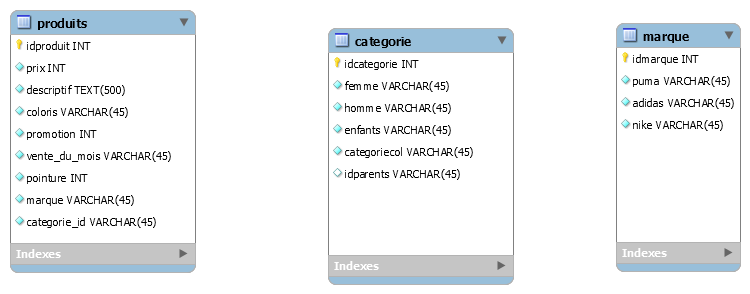 produits
idproduit INT
prix INT
descriptif TEXT(500)
coloris VARCHAR(45)
promotion INT
vente_du_mois VARCHAR(45)
pointure INT
marque VARCHAR(45)
categorie_id VARCHAR(45)
Indexes
categorie
idcategorie INT
femme VARCHAR(45)
homme VARCHAR(45)
enfants VARCHAR(45)
categoriecol VARCHAR(45)
idparents VARCHAR(45)
Indexes
marque
idmarque INT
puma VARCHAR(45)
adidas VARCHAR(45)
nike VARCHAR(45)
Indexes